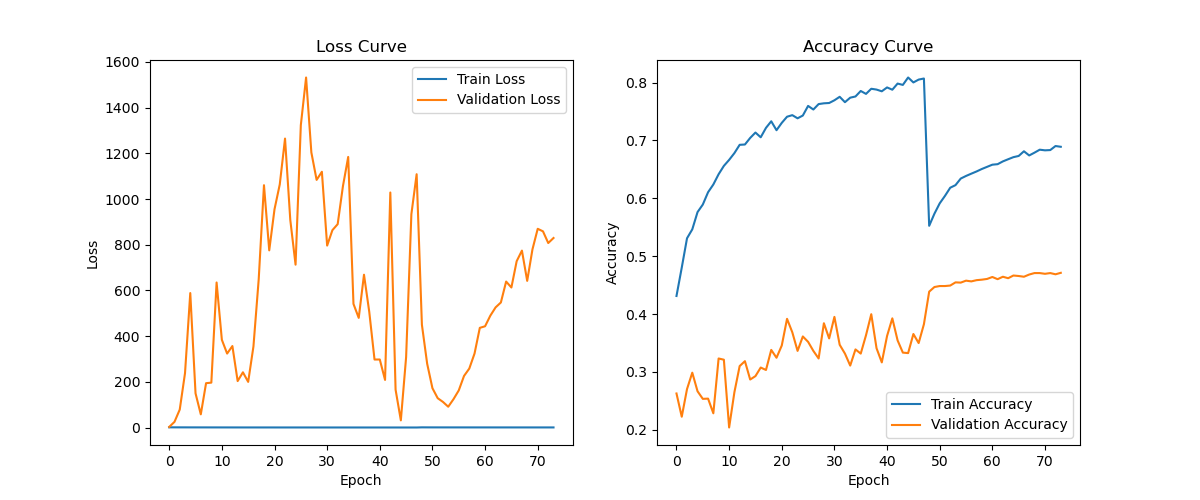 Loss Curve
1600
1400
1200
1000
800
600
400
200
0
Loss
0 10 20 30 40 50 60 70
Epoch
Train Loss
Validation Loss
Accuracy Curve
0.8
0.7
0.6
0.5
0.4
0.3
0.2
Accuracy
0 10 20 30 40 50 60 70
Epoch
Train Accuracy
Validation Accuracy